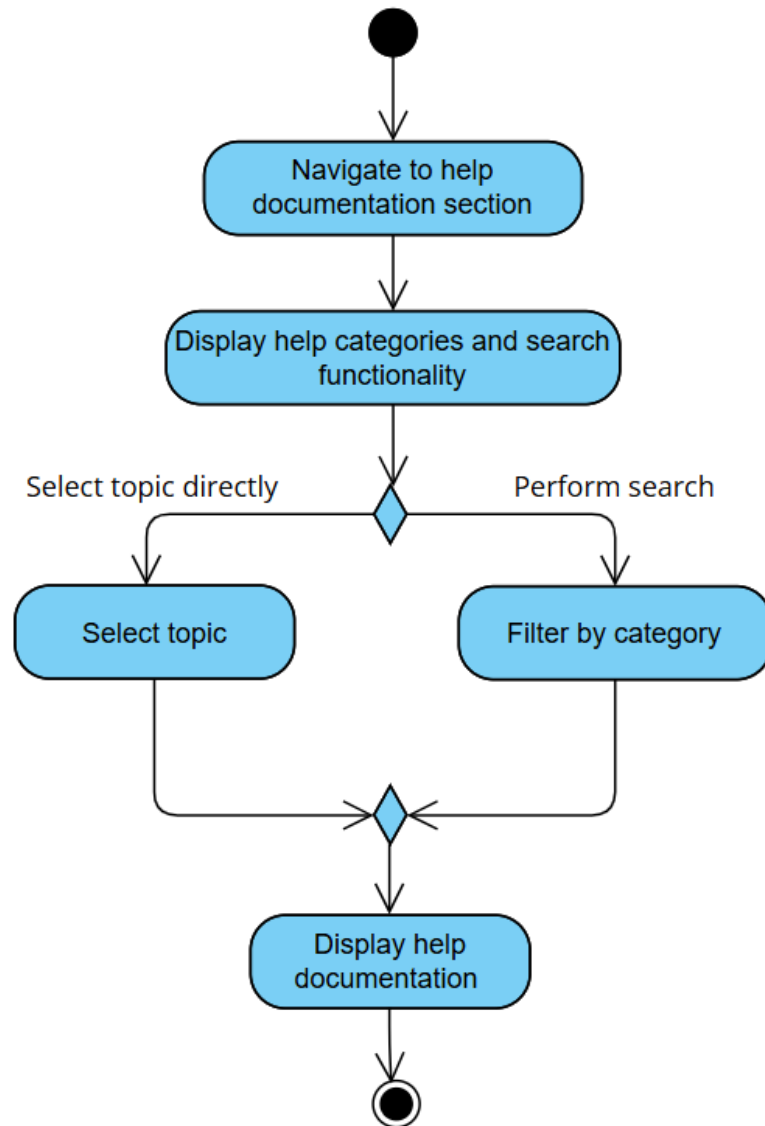 Navigate to help
documentation section
Display help categories and search
functionality
Select topic directly
Perform search
Select topic
Filter by category
Display help
documentation